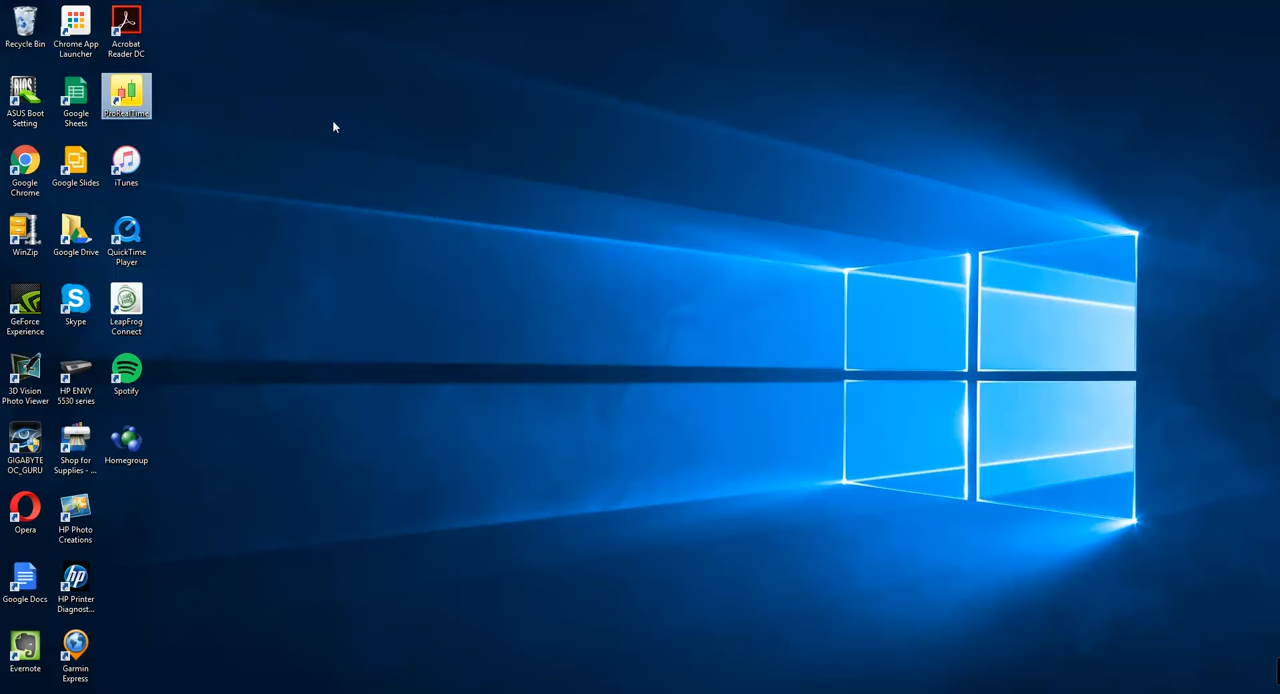 Recycle Bin
Chrome App
Launcher
Acrobat
Reader DC
BIOS
ASUS Boot
Setting
Google
Sheets
ProRealTime
Google
Chrome
Google Slides
iTunes
WinZip
Google Drive
QuickTime
Player
GeForce
Experience
S
Skype
LeapFrog
Connect
3D Vision
Photo Viewer
HP ENVY
5530 series
Spotify
GIGABYTE
OC_GURU
Shop for
Supplies - ...
Homegroup
Opera
HP Photo
Creations
Google Docs
hp
HP Printer
Diagnost...
Evernote
Garmin
Express